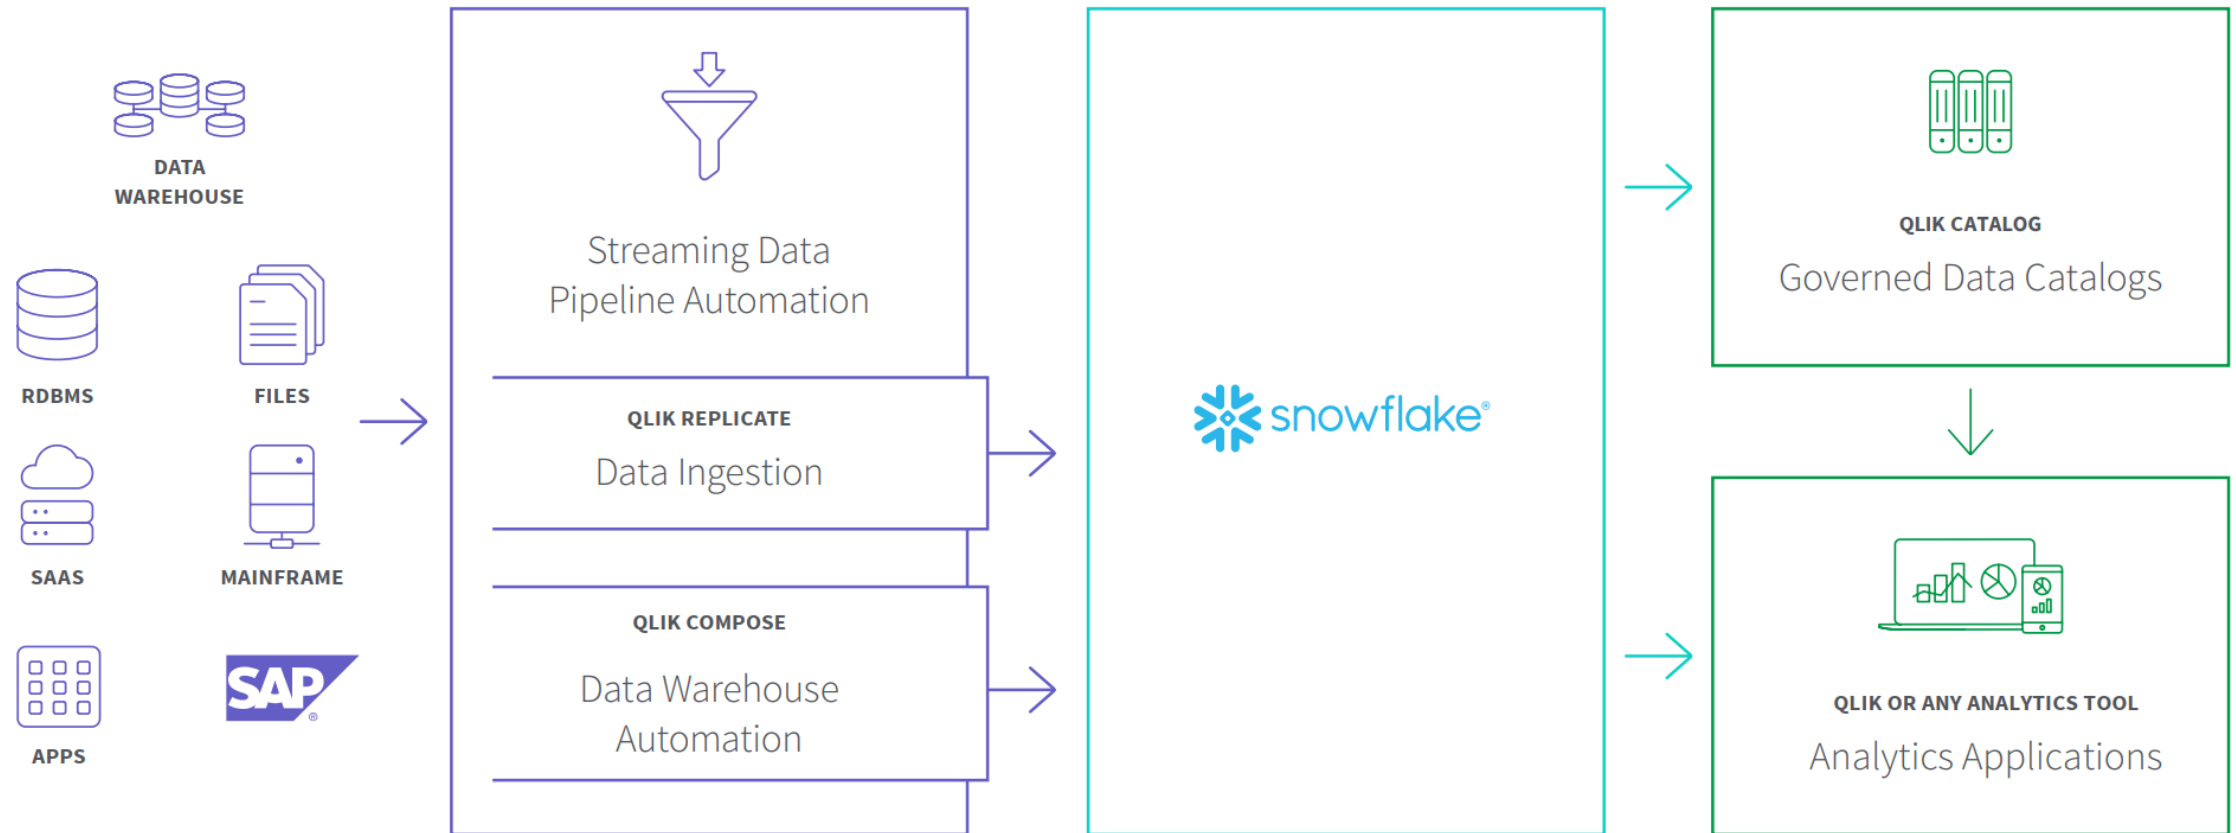 DATA
WAREHOUSE
RDBMS
FILES
SAAS
MAINFRAME
APPS
SAP®
Streaming Data
Pipeline Automation
QLIK REPLICATE
Data Ingestion
QLIK COMPOSE
Data Warehouse
Automation
snowflake®
QLIK CATALOG
Governed Data Catalogs
QLIK OR ANY ANALYTICS TOOL
Analytics Applications